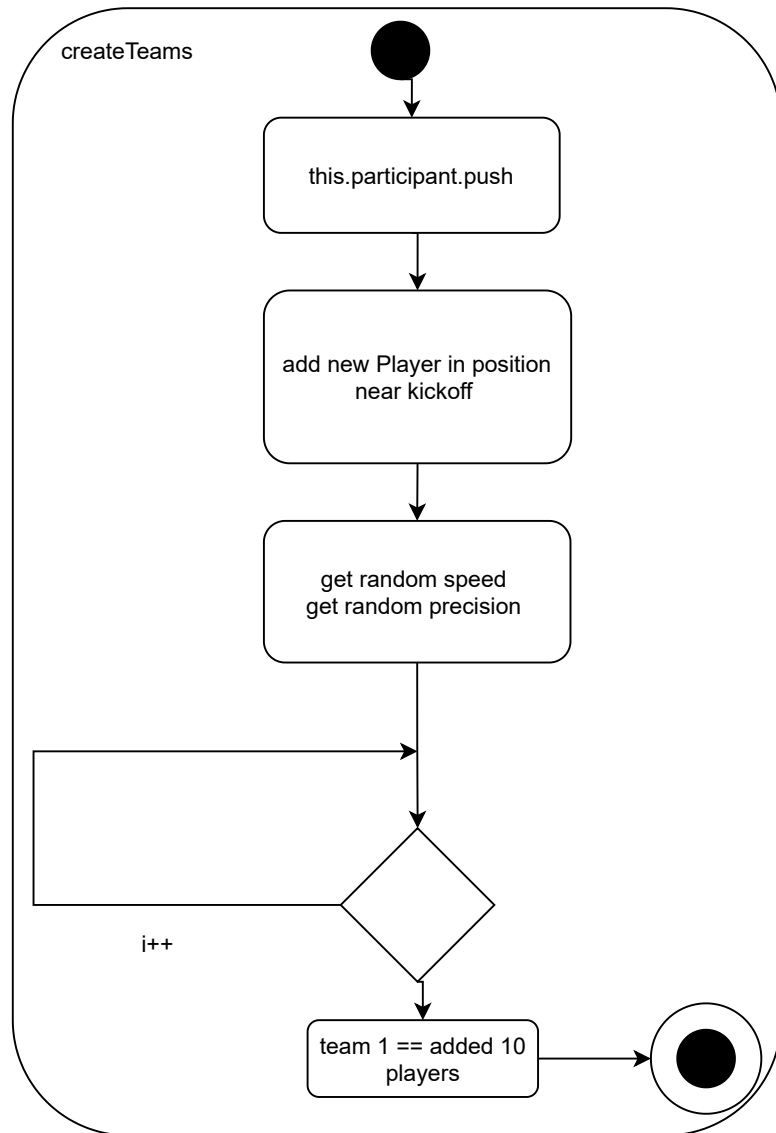 createTeams
this.participant.push
add new Player in position
near kickoff
get random speed
get random precision
i++
team 1 == added 10
players